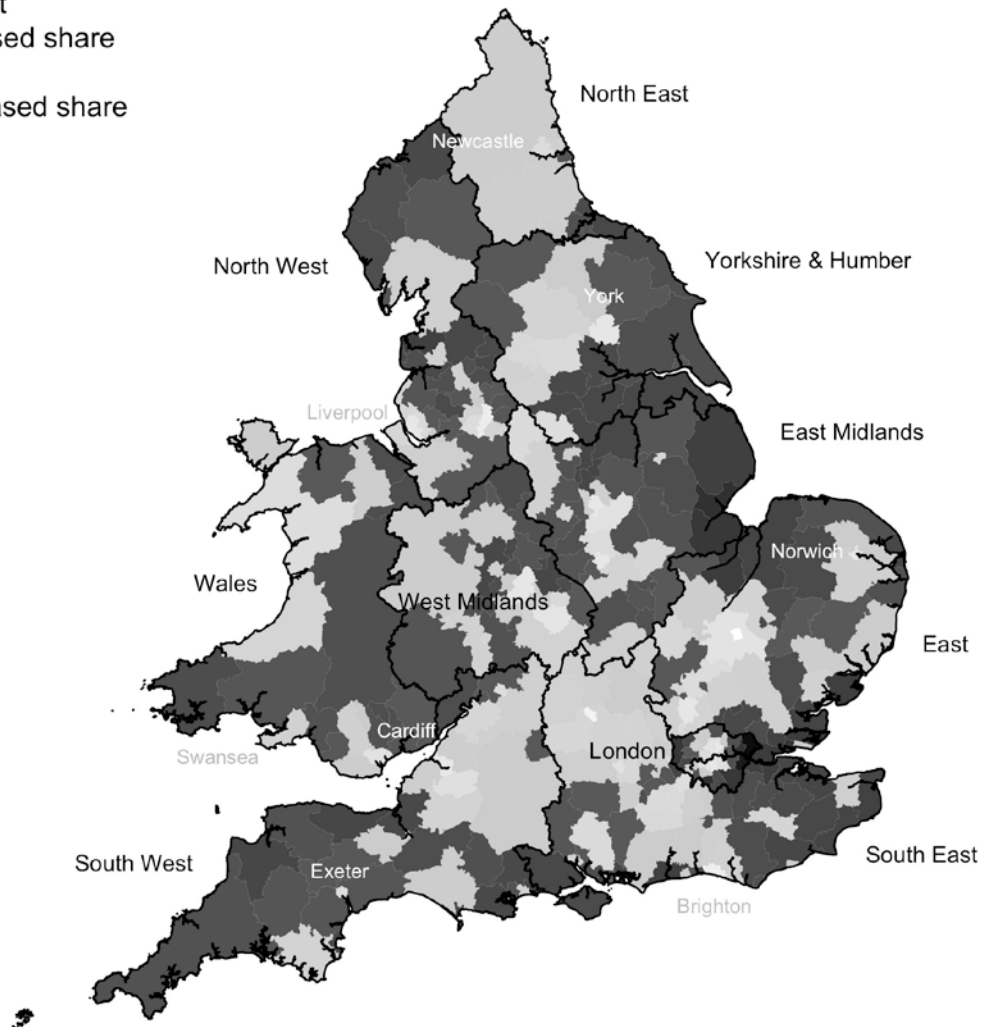 t
sed share
ased share
North East
Newcastle
North West
Yorkshire & Humber
York
Liverpool
East Midlands
Norwich
Wales
West Midlands
East
Cardiff
Swansea
London
South West
Exeter
South East
Brighton